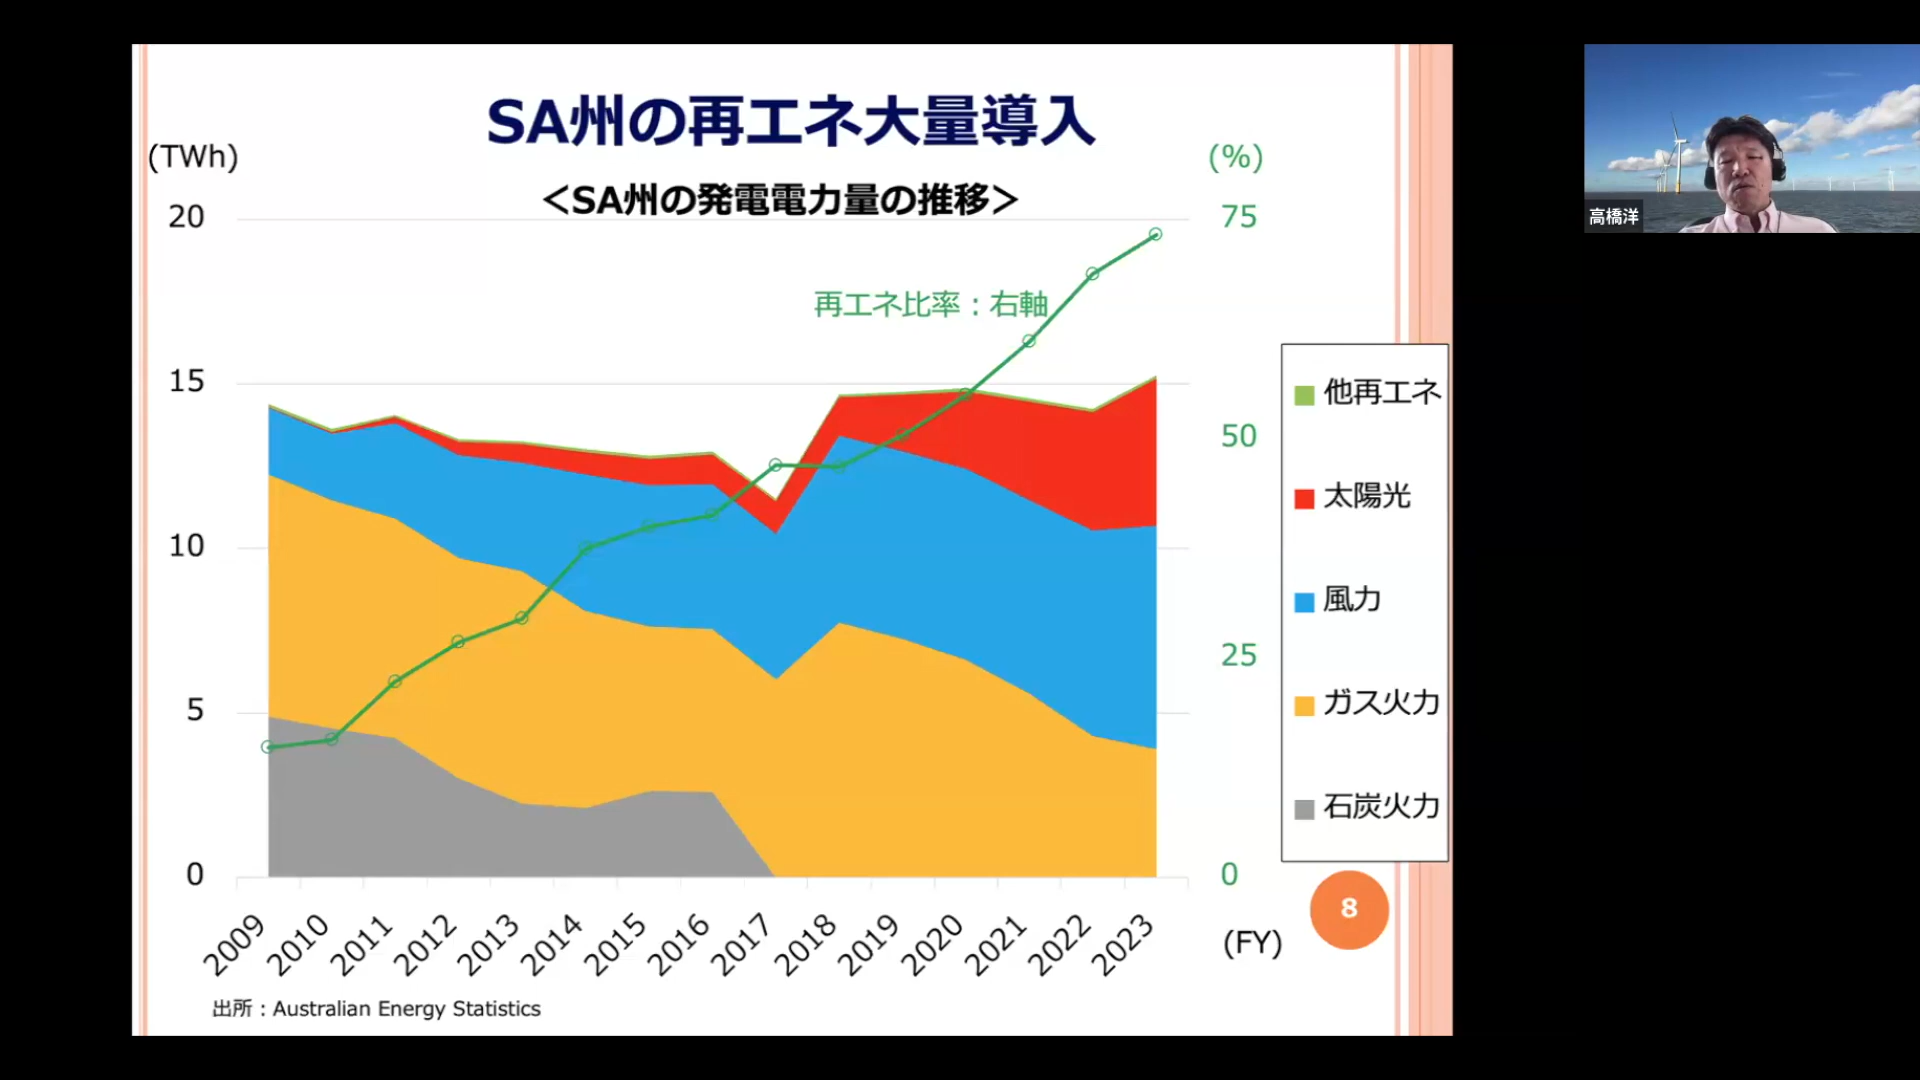 SA州の再エネ大量導入
(TWh)
(%)
<SA州の発電電力量の推移>
20
75
再エネ比率：右軸
15
50
10
25
5
0
0
他再エネ
太陽光
風力
ガス火力
石炭火力
2009
2010
2011
2012
2013
2014
2015
2016
2017
2018
2019
2020
2021
2022
2023
(FY)
8
出所：Australian Energy Statistics
高橋洋